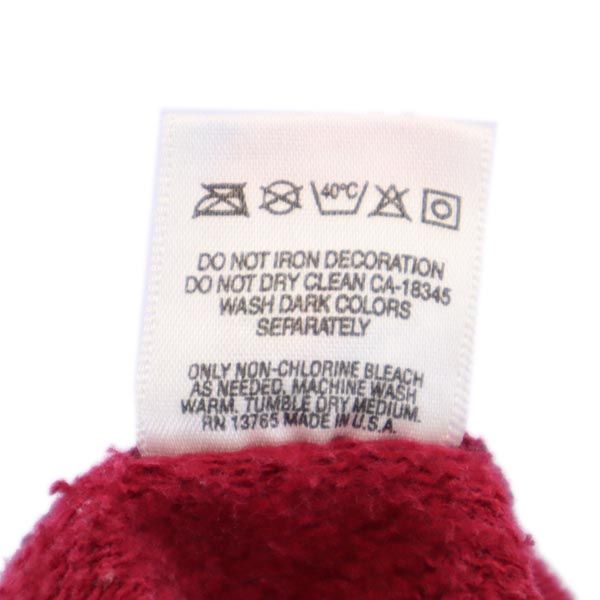 40°C
DO NOT IRON DECORATION
DO NOT DRY CLEAN CA-18345
WASH DARK COLORS
SEPARATELY
ONLY NON-CHLORINE BLEACH
AS NEEDED. MACHINE WASH
WARM. TUMBLE DRY MEDIUM.
RN 13765 MADE IN U.S.A.